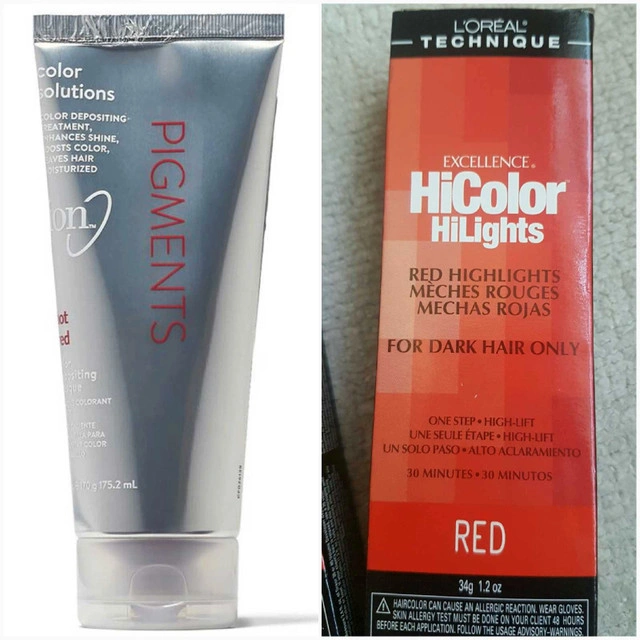 color
solutions
COLOR DEPOSITING
TREATMENT,
ENHANCES SHINE,
BOOSTS COLOR,
LEAVES HAIR
MOISTURIZED
ion™
PIGMENTS
170 g 175.2 mL
L'ORÉAL®
TECHNIQUE
EXCELLENCE®
HiColor™
HiLights
RED HIGHLIGHTS
MÈCHES ROUGES
MECHAS ROJAS
FOR DARK HAIR ONLY
ONE STEP • HIGH-LIFT
UNE SEULE ÉTAPE • HIGH-LIFT
UN SOLO PASO • ALTO ACLARAMIENTO
30 MINUTES • 30 MINUTOS
RED
34g 1.2 oz
HAIRCOLOR CAN CAUSE AN ALLERGIC REACTION. WEAR GLOVES.
SKIN ALLERGY TEST MUST BE DONE ON YOUR CLIENT 48 HOURS
BEFORE EACH APPLICATION. FOLLOW THE USAGE ADVISORY-WARNINGS.